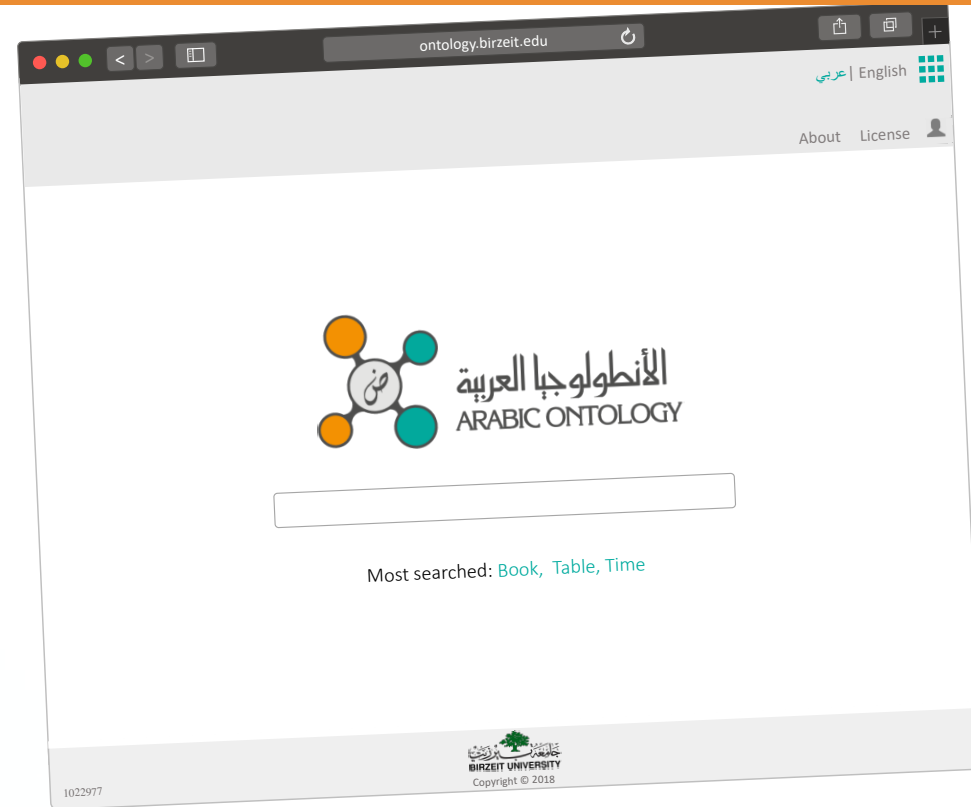 ontology.birzeit.edu
عربي | English
About License
الأنطولوجيا العربية
ARABIC ONTOLOGY
ض
Most searched: Book, Table, Time
جامعة بيرزيت
BIRZEIT UNIVERSITY
Copyright © 2018
1022977